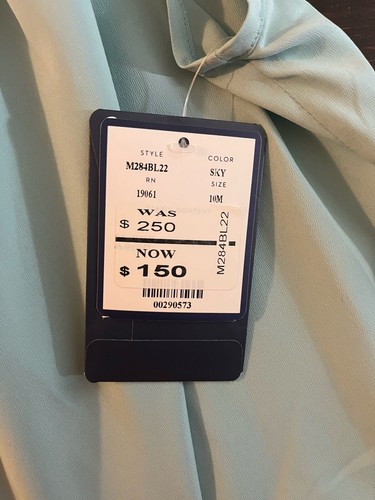 STYLE
COLOR
M284BL22
SKY
RN
SIZE
19061
10M
WAS
$ 250
NOW
$ 150
M284BL22
00290573